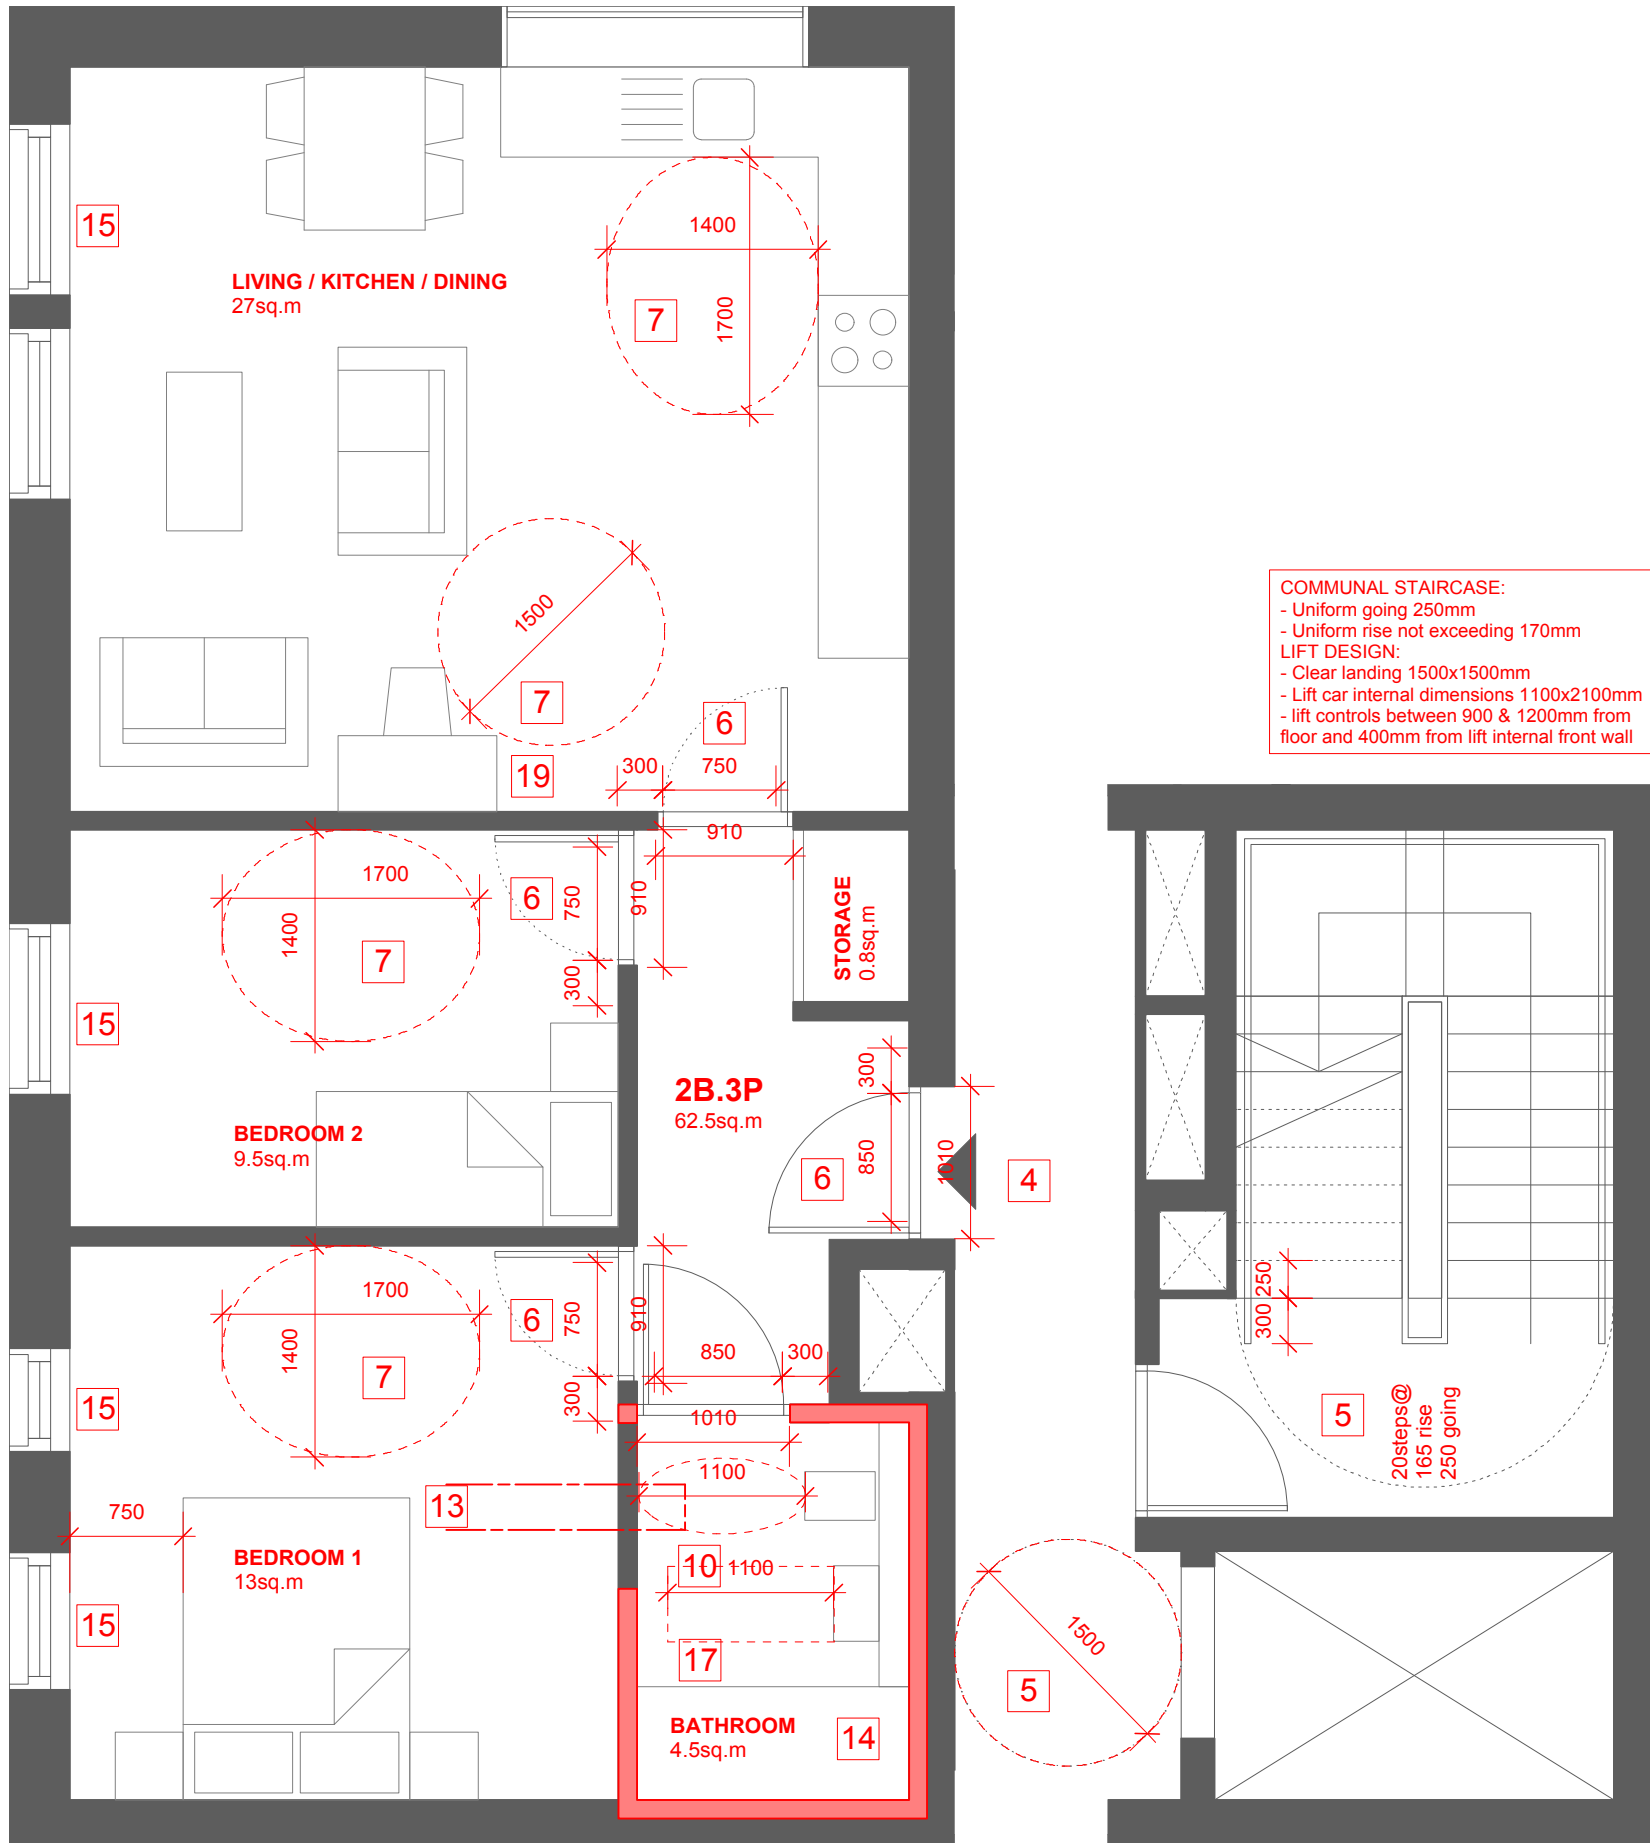 15
1400
LIVING / KITCHEN / DINING
27sq.m
7
1700
COMMUNAL STAIRCASE:
- Uniform going 250mm
- Uniform rise not exceeding 170mm
LIFT DESIGN:
- Clear landing 1500x1500mm
- Lift car internal dimensions 1100x2100mm
- lift controls between 900 & 1200mm from
floor and 400mm from lift internal front wall
1500
7
6
19
300
750
910
1700
6
750
910
1400
7
300
STORAGE
0.8sq.m
15
300
2B.3P
62.5sq.m
BEDROOM 2
9.5sq.m
850
6
1010
4
1700
6
750
910
1400
7
300
850
300
250
300
15
1010
5
20steps@
165 rise
250 going
1100
13
750
BEDROOM 1
13sq.m
10
1100
15
17
1500
5
BATHROOM
4.5sq.m
14